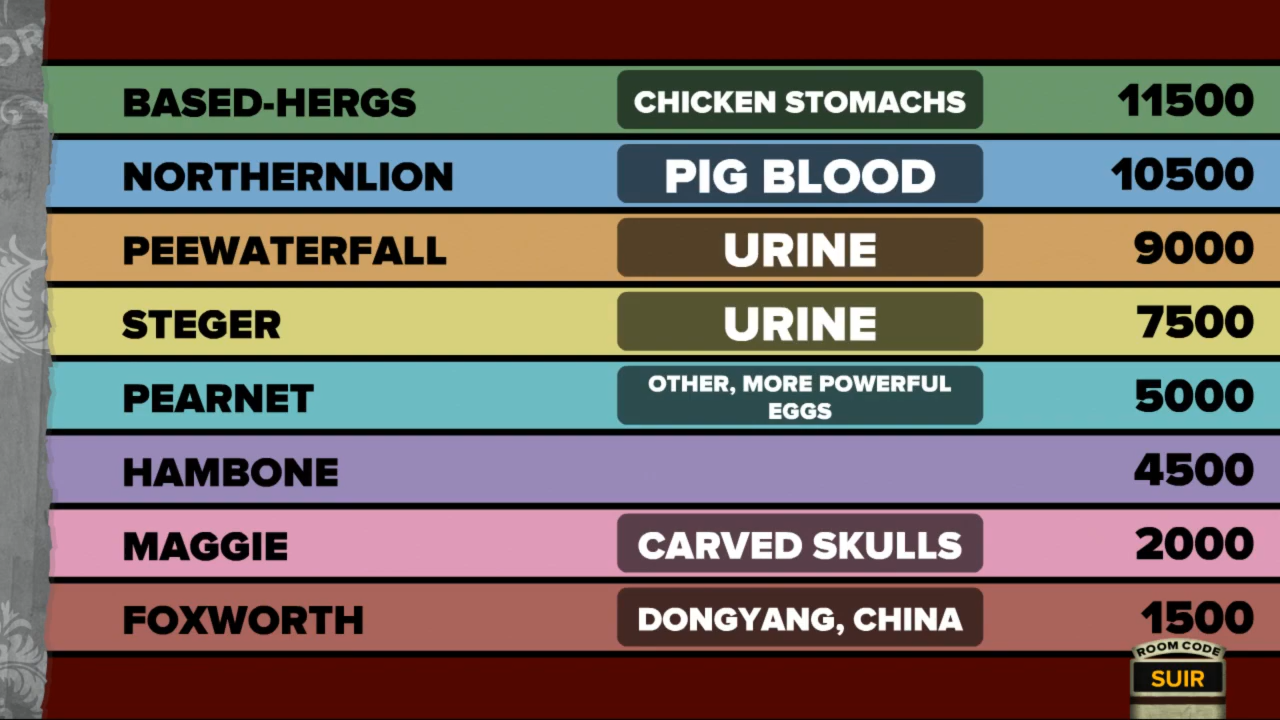 BASED-HERGS CHICKEN STOMACHS 11500
NORTHERNLION PIG BLOOD 10500
PEEWATERFALL URINE 9000
STEGER URINE 7500
PEARNET OTHER, MORE POWERFUL EGGS 5000
HAMBONE 4500
MAGGIE CARVED SKULLS 2000
FOXWORTH DONGYANG, CHINA 1500
ROOM CODE
SUIR